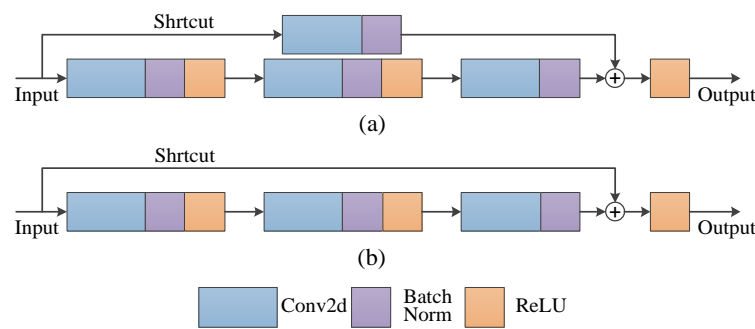 Shrtcut
Input
Output
(a)
Shrtcut
Input
Output
(b)
Conv2d
Batch
Norm
ReLU